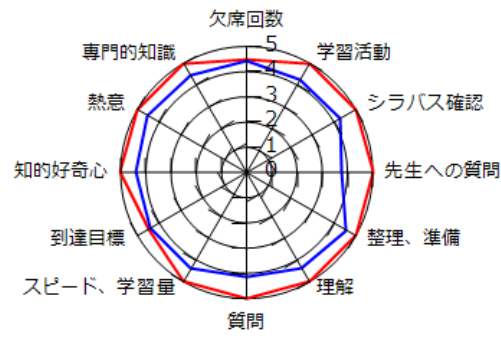 欠席回数
学習活動
シラバス確認
先生への質問
整理、準備
理解
質問
スピード、学習量
到達目標
知的好奇心
熱意
専門的知識
5
4
3
2
1
0